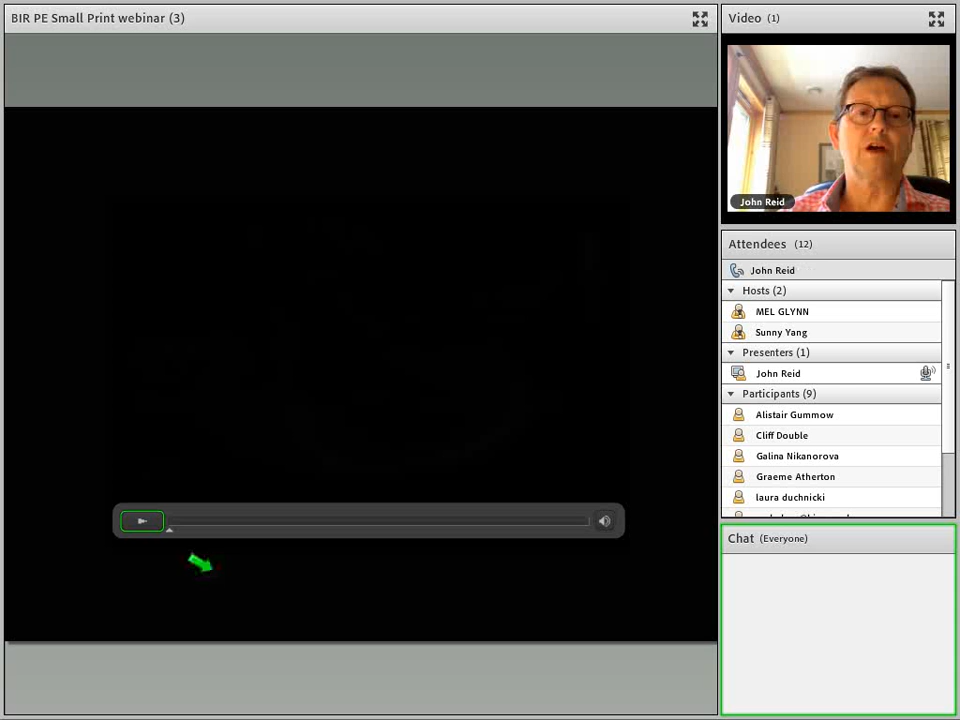 BIR PE Small Print webinar (3)
Video (1)
John Reid
Attendees (12)
John Reid
Hosts (2)
MEL GLYNN
Sunny Yang
Presenters (1)
John Reid
Participants (9)
Alistair Gummow
Cliff Double
Galina Nikanorova
Graeme Atherton
laura duchnicki
Chat (Everyone)